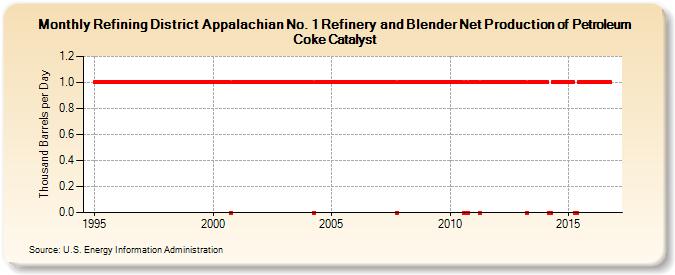 Monthly Refining District Appalachian No. 1 Refinery and Blender Net Production of Petroleum
Coke Catalyst
Thousand Barrels per Day
1.2
1.0
0.8
0.6
0.4
0.2
0.0
1995 2000 2005 2010 2015
Source: U.S. Energy Information Administration